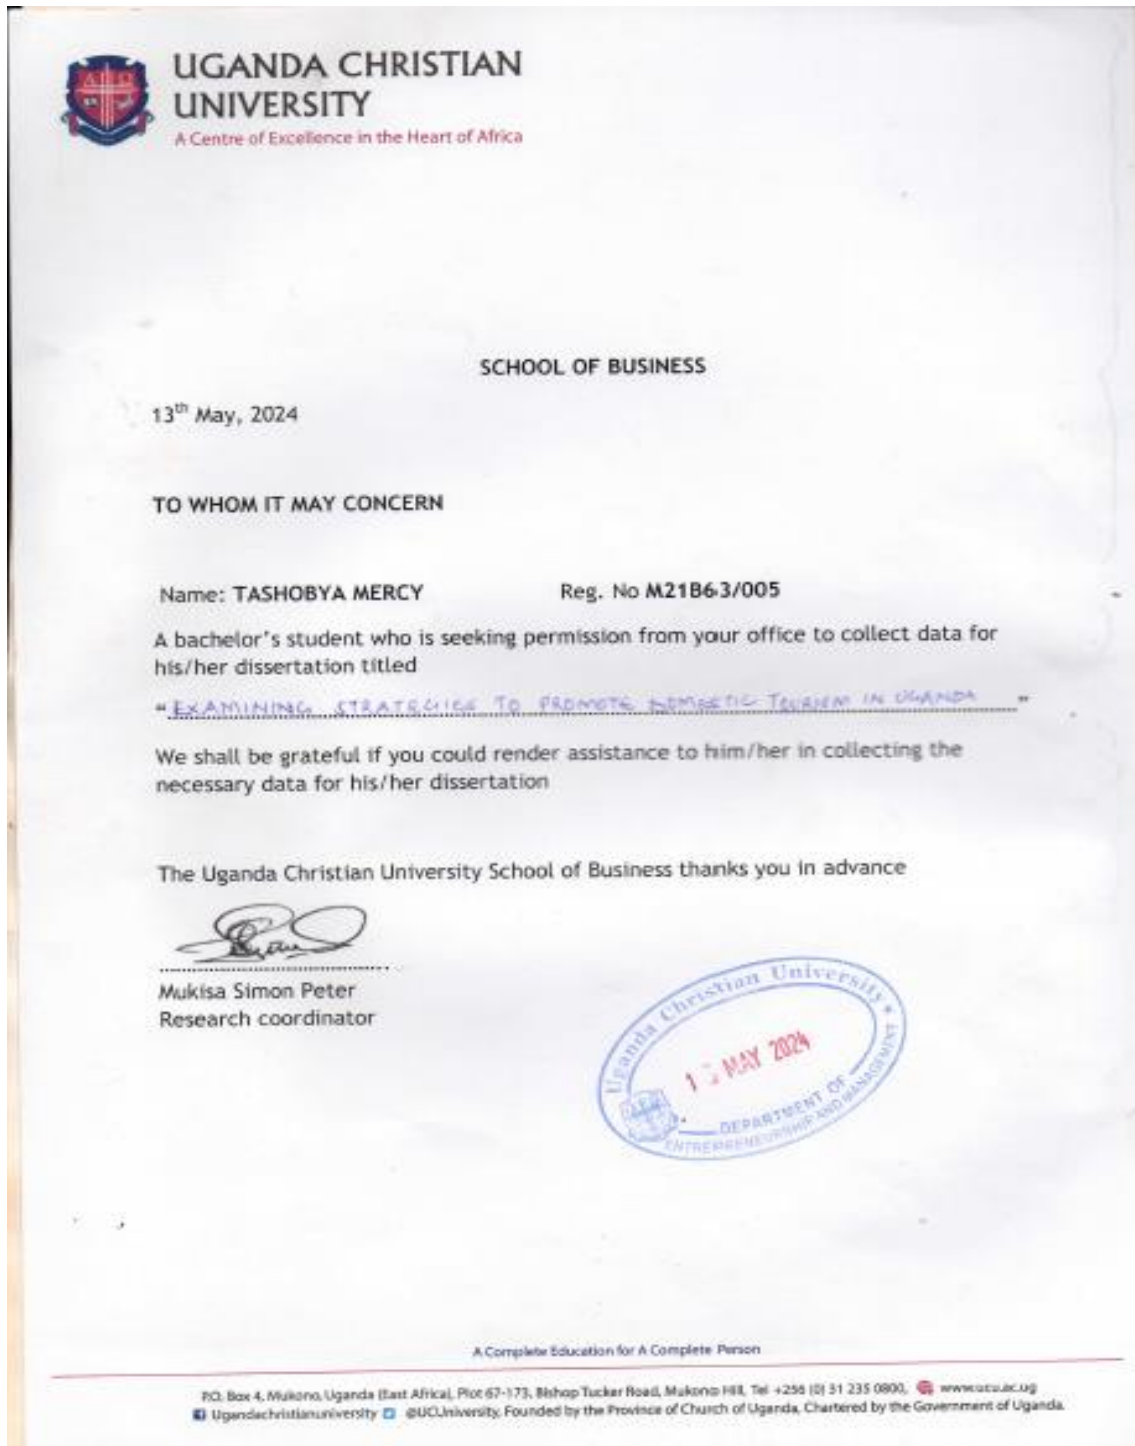 UGANDA CHRISTIAN
UNIVERSITY
A Centre of Excellence in the Heart of Africa
SCHOOL OF BUSINESS
13th May, 2024
TO WHOM IT MAY CONCERN
Name: TASHOBYA MERCY Reg. No M21B63/005
A bachelor's student who is seeking permission from your office to collect data for
his/her dissertation titled
"EXAMINING STRATEGIES TO PROMOTE DOMESTIC TOURISM IN UGANDA"
We shall be grateful if you could render assistance to him/her in collecting the
necessary data for his/her dissertation
The Uganda Christian University School of Business thanks you in advance
Mukisa Simon Peter
Research coordinator
Uganda Christian University
MAY 2024
DEPARTMENT OF
ENTREPRENEURSHIP AND MANAGEMENT
A Complete Education for A Complete Person
P.O. Box 4, Mukono, Uganda (East Africa), Plot 67-173, Bishop Tucker Road, Mukono Hill, Tel +256 (0) 31 235 0800, www.ucu.ac.ug
Ugandachristianuniversity @UCUniversity, Founded by the Province of Church of Uganda, Chartered by the Government of Uganda.